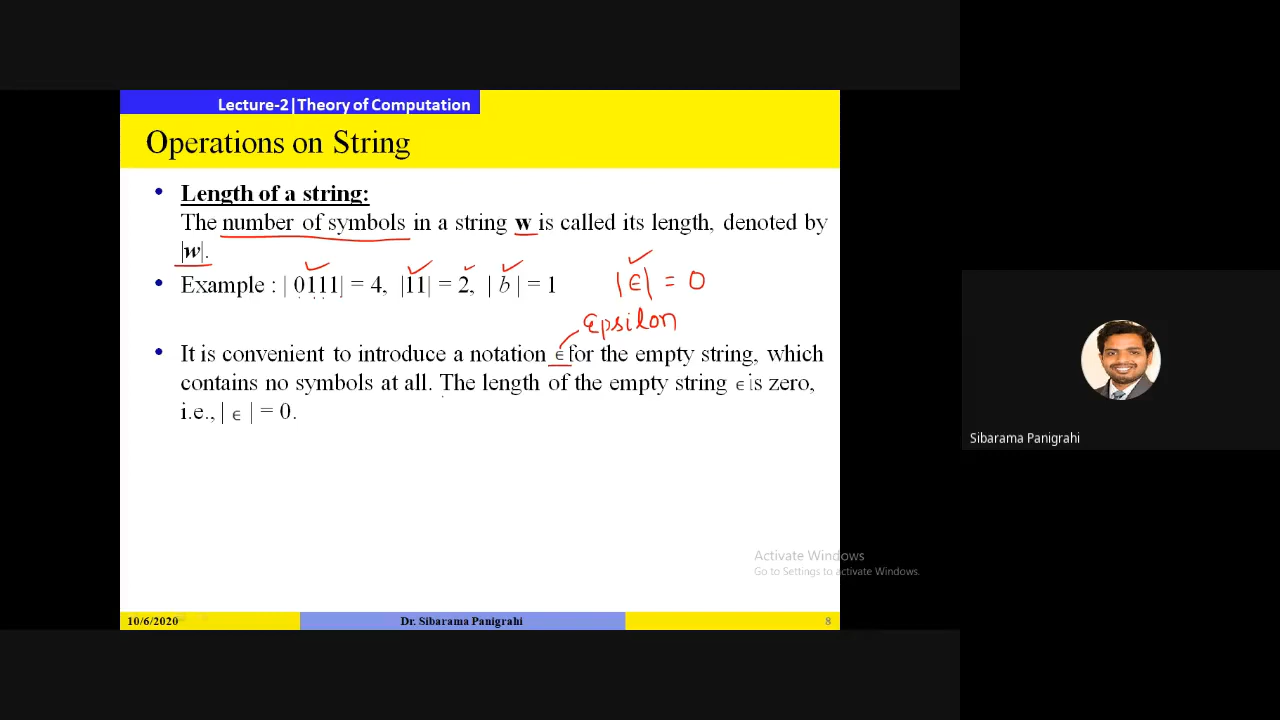 Lecture-2|Theory of Computation
Operations on String
• Length of a string:
The number of symbols in a string w is called its length, denoted by
|w|.
• Example : | 0111| = 4, |11| = 2, | b | = 1
|ϵ| = 0
Epsilon
• It is convenient to introduce a notation ϵ for the empty string, which
contains no symbols at all. The length of the empty string ϵ is zero,
i.e., | ϵ | = 0.
Sibarama Panigrahi
Activate Windows
Go to Settings to activate Windows.
10/6/2020
Dr. Sibarama Panigrahi
8